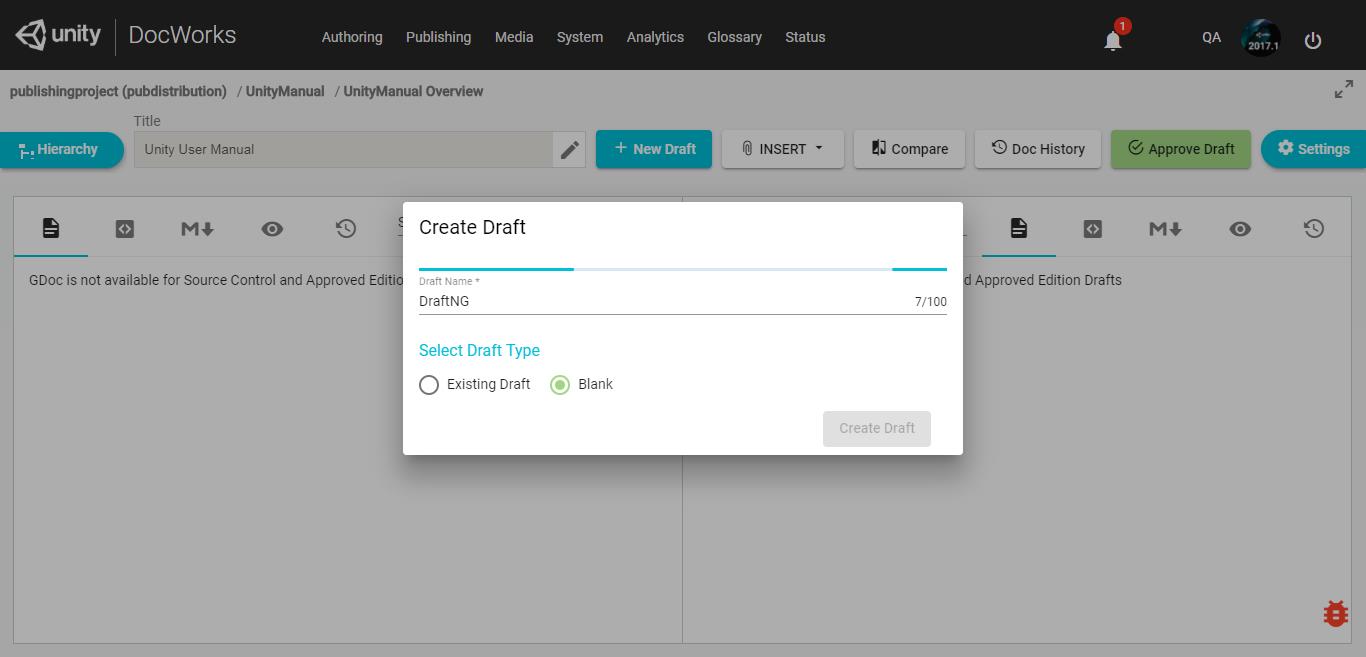 unity DocWorks Authoring Publishing Media System Analytics Glossary Status 1 QA 2017.1
publishingproject (pubdistribution) / UnityManual / UnityManual Overview
Title
Hierarchy Unity User Manual + New Draft INSERT Compare Doc History Approve Draft Settings
M
S
M
Create Draft
GDoc is not available for Source Control and Approved Editio
d Approved Edition Drafts
Draft Name *
DraftNG 7/100
Select Draft Type
Existing Draft Blank
Create Draft